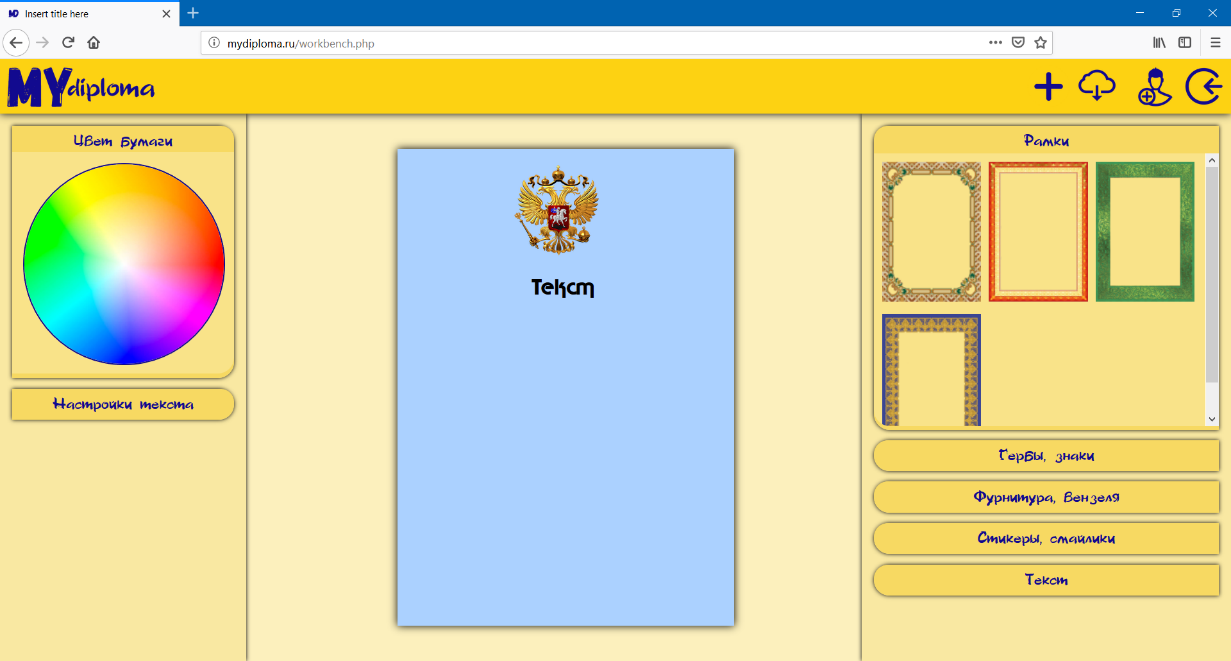 Insert title here
mydiploma.ru/workbench.php
MYdiploma
Цвет бумаги
Настройки текста
Текст
Рамки
Гербы, знаки
Фурнитура, Вензеля
Стикеры, смайлики
Текст